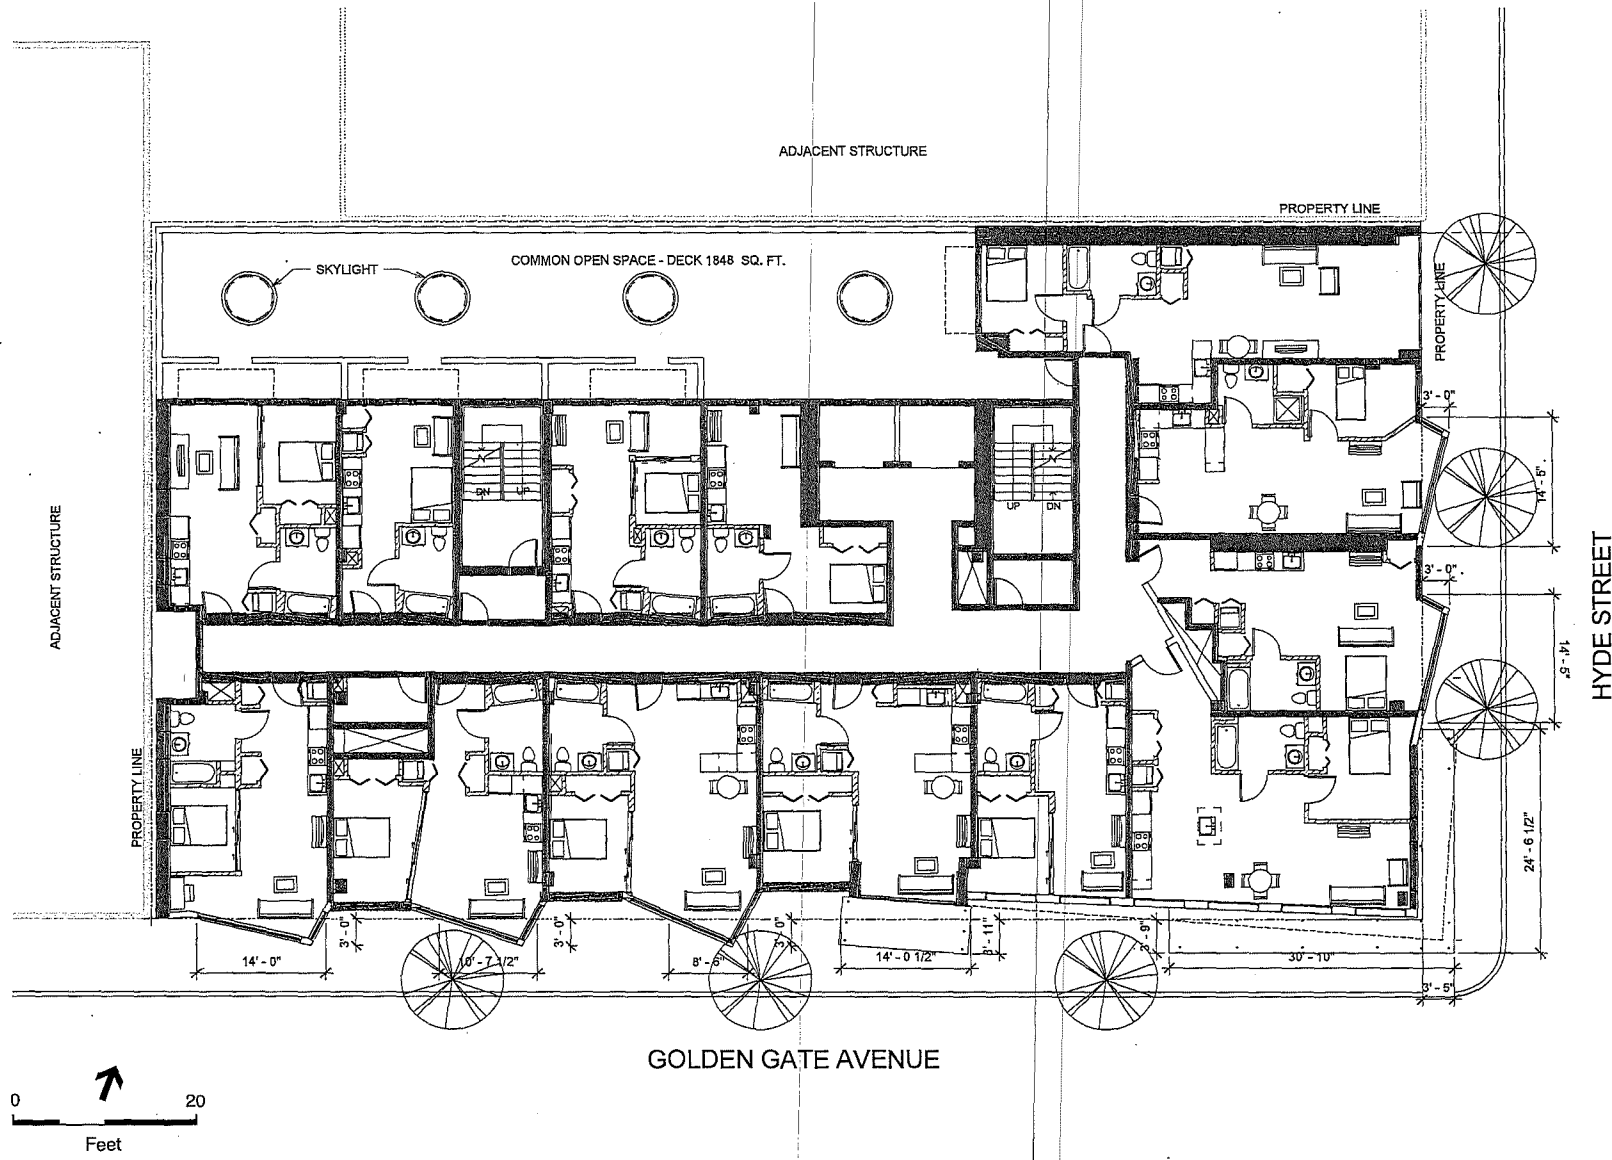 ADJACENT STRUCTURE
PROPERTY LINE
SKYLIGHT
COMMON OPEN SPACE - DECK 1848 SQ. FT.
PROPERTY LINE
3' - 0"
14' - 5"
DN UP
UP DN
ADJACENT STRUCTURE
3' - 0"
14' - 5"
HYDE STREET
PROPERTY LINE
24' - 6 1/2"
3' - 0"
3' - 0"
3' - 0"
3' - 9"
14' - 0"
10' - 7 1/2"
8' - 6"
14' - 0 1/2"
30' - 10"
3' - 5"
GOLDEN GATE AVENUE
0 20
Feet